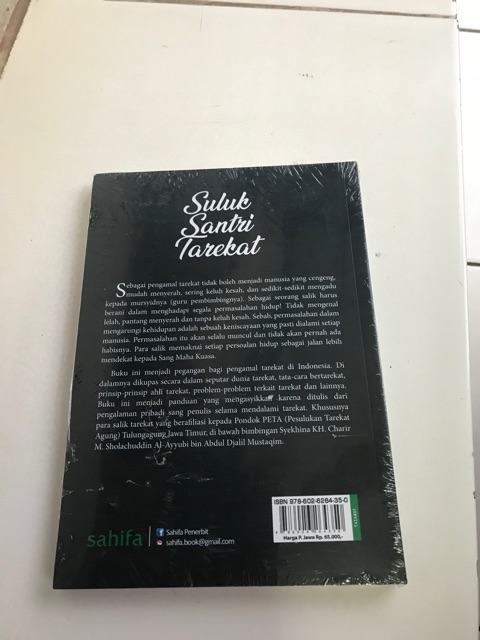 Suluk
Santri
Tarekat
Sebagai pengamal tarekat tidak boleh menjadi manusia yang cengeng,
mudah menyerah, sering keluh kesah, dan sedikit-sedikit mengadu
kepada mursyidnya (guru pembimbingnya). Sebagai seorang salik harus
berani dalam menghadapi segala permasalahan hidup! Tidak mengenal
lelah, pantang menyerah dan tanpa keluh kesah. Sebab, permasalahan dalam
mengarungi kehidupan adalah sebuah keniscayaan yang pasti dialami setiap
manusia. Permasalahan itu akan selalu muncul dan tidak akan pernah ada
habisnya. Para salik memaknai setiap persoalan hidup sebagai jalan lebih
mendekat kepada Sang Maha Kuasa.
Buku ini menjadi pegangan bagi pengamal tarekat di Indonesia. Di
dalamnya dikupas secara dalam seputar dunia tarekat, tata-cara bertarekat,
prinsip-prinsip ahli tarekat, problem-problem terkait tarekat dan lainnya.
Buku ini menjadi panduan yang mengasyikkan karena ditulis dari
pengalaman pribadi sang penulis selama mendalami tarekat. Khususnya
para salik tarekat yang berafiliasi kepada Pondok PETA (Pesulukan Tarekat
Agung) Tulungagung Jawa Timur, di bawah bimbingan Syekhina KH. Charir
M. Sholachuddin Al-Ayyubi bin Abdul Djalil Mustaqim.
ISBN 978-602-6264-35-0
Harga P. Jawa Rp. 65.000,-
sahifa
Sahifa Penerbit
sahifa.book@gmail.com